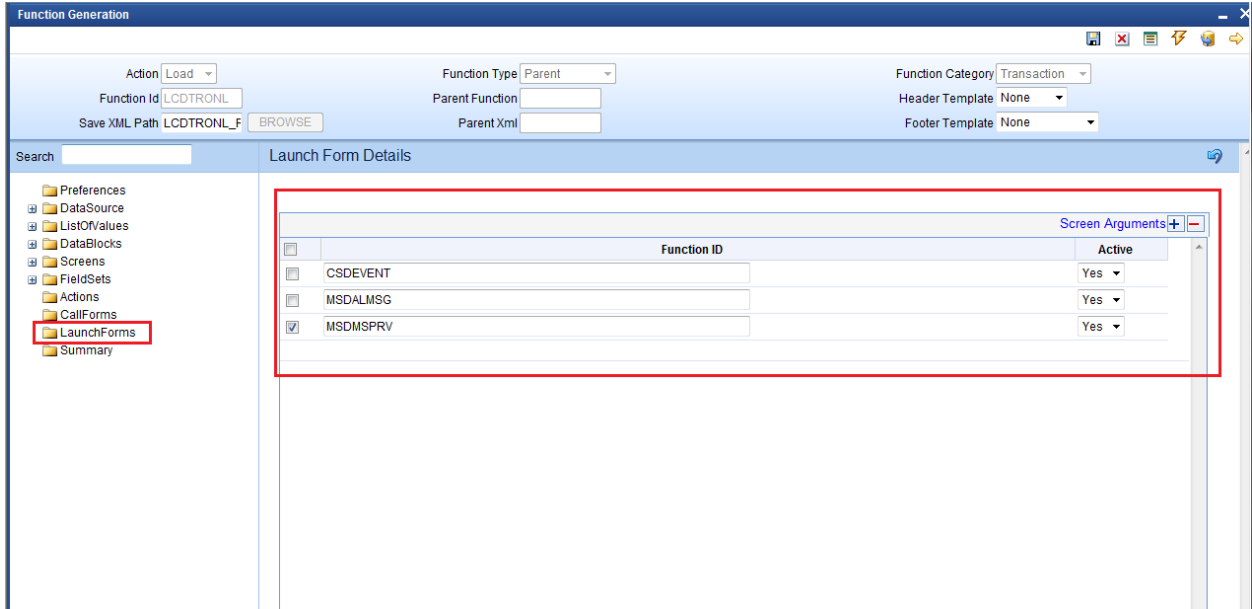 Function Generation
Action Load Function Type Parent Function Category Transaction
Function Id LCDTRONL Parent Function Header Template None
Save XML Path LCDTRONL_F BROWSE Parent Xml Footer Template None
Search Launch Form Details
Preferences
DataSource
ListOfValues
DataBlocks
Screens
FieldSets
Actions
CallForms
LaunchForms
Summary
Screen Arguments
Function ID Active
CSDEVENT Yes
MSDALMSG Yes
MSDMSPRV Yes